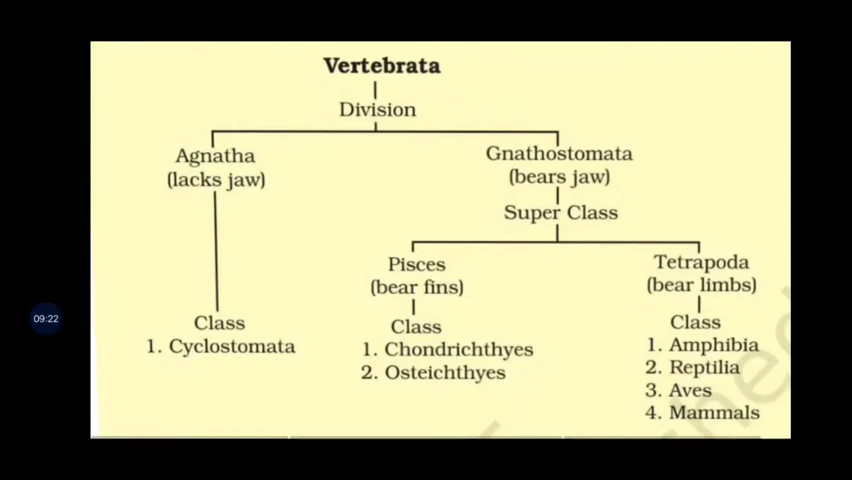 Vertebrata
Division
Agnatha
(lacks jaw)
Gnathostomata
(bears jaw)
Super Class
Pisces
(bear fins)
Tetrapoda
(bear limbs)
Class
1. Cyclostomata
Class
1. Chondrichthyes
2. Osteichthyes
Class
1. Amphibia
2. Reptilia
3. Aves
4. Mammals
09:22